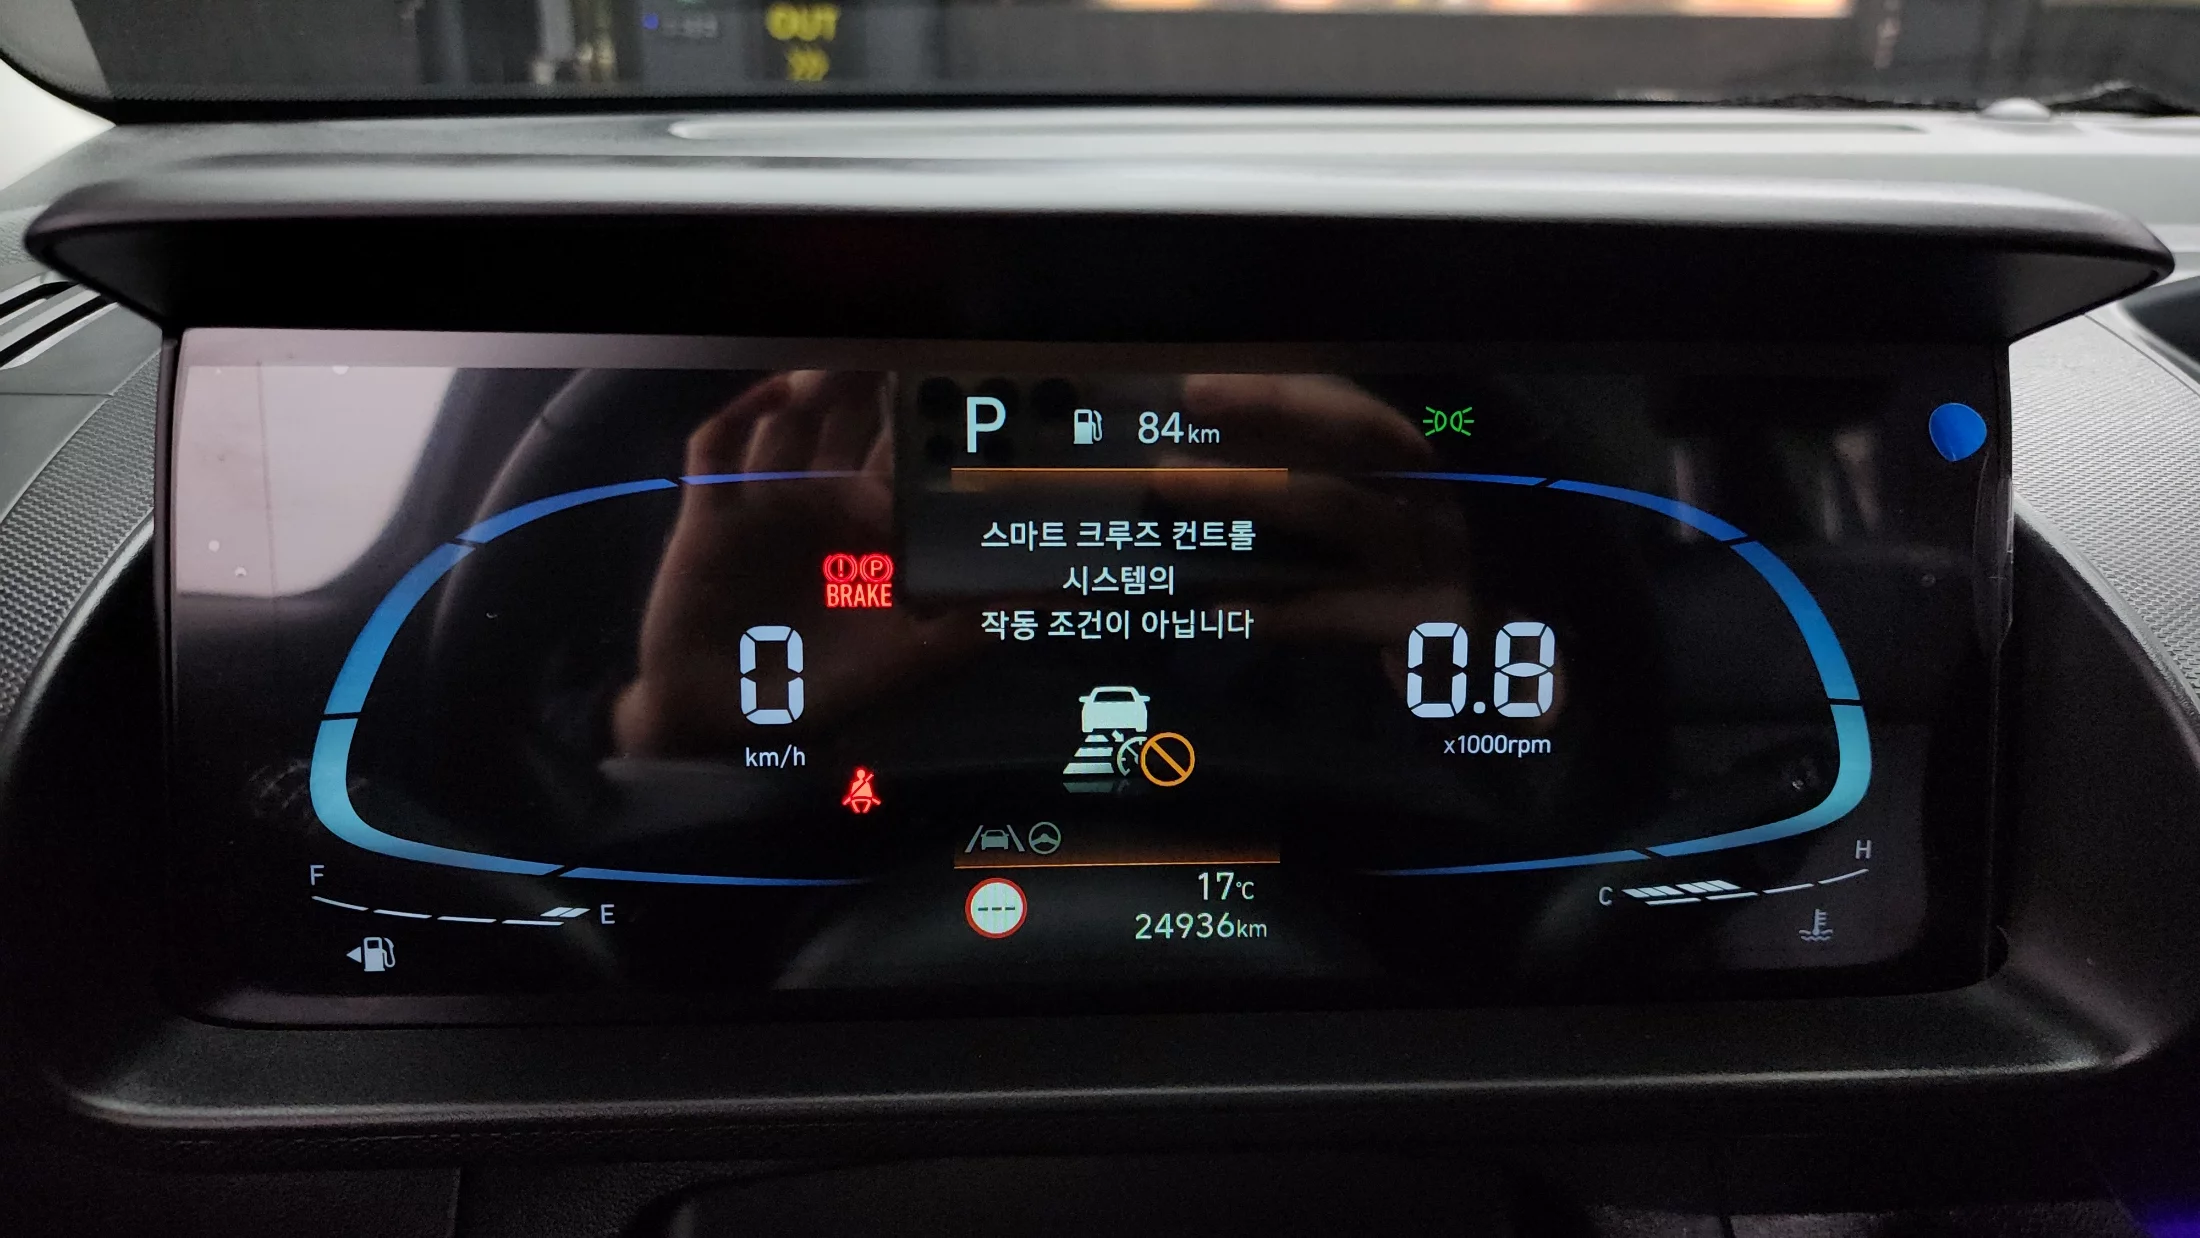 OUT
P 84km
스마트 크루즈 컨트롤
시스템의
작동 조건이 아닙니다
P
BRAKE
0
km/h
0.8
x1000rpm
F
E
C
H
17℃
24936km